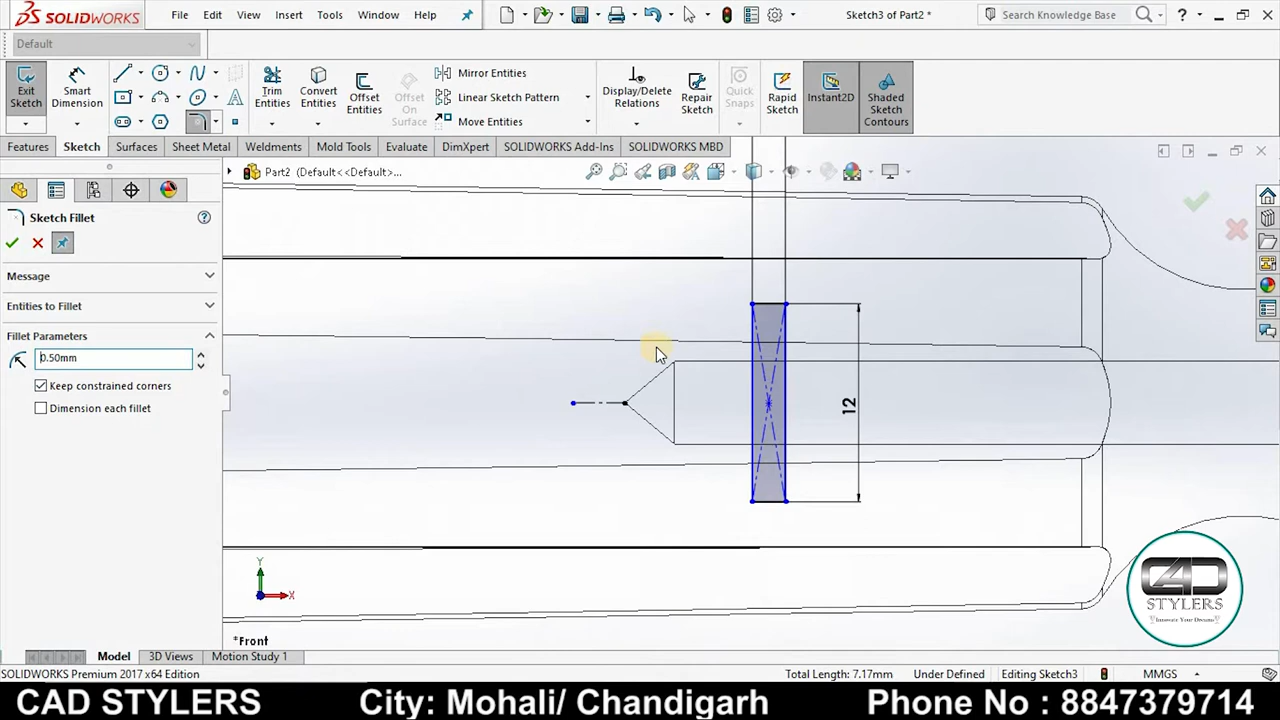 SOLIDWORKS File Edit View Insert Tools Window Help Sketch3 of Part2 * Search Knowledge Base ?
Default
Exit Sketch
Smart Dimension
Trim Entities
Convert Entities
Offset Entities
Offset On Surface
Mirror Entities
Linear Sketch Pattern
Move Entities
Display/Delete Relations
Repair Sketch
Quick Snaps
Rapid Sketch
Instant2D
Shaded Sketch Contours
Features Sketch Surfaces Sheet Metal Weldments Mold Tools Evaluate DimXpert SOLIDWORKS Add-Ins SOLIDWORKS MBD
Part2 (Default<<Default>...
Sketch Fillet
Message
Entities to Fillet
Fillet Parameters
0.50mm
Keep constrained corners
Dimension each fillet
12
Y
X
*Front
CAD
STYLERS
Innovate Your Dreams
Model 3D Views Motion Study 1
SOLIDWORKS Premium 2017 x64 Edition Total Length: 7.17mm Under Defined Editing Sketch3 MMGS
CAD STYLERS City: Mohali/ Chandigarh Phone No : 8847379714